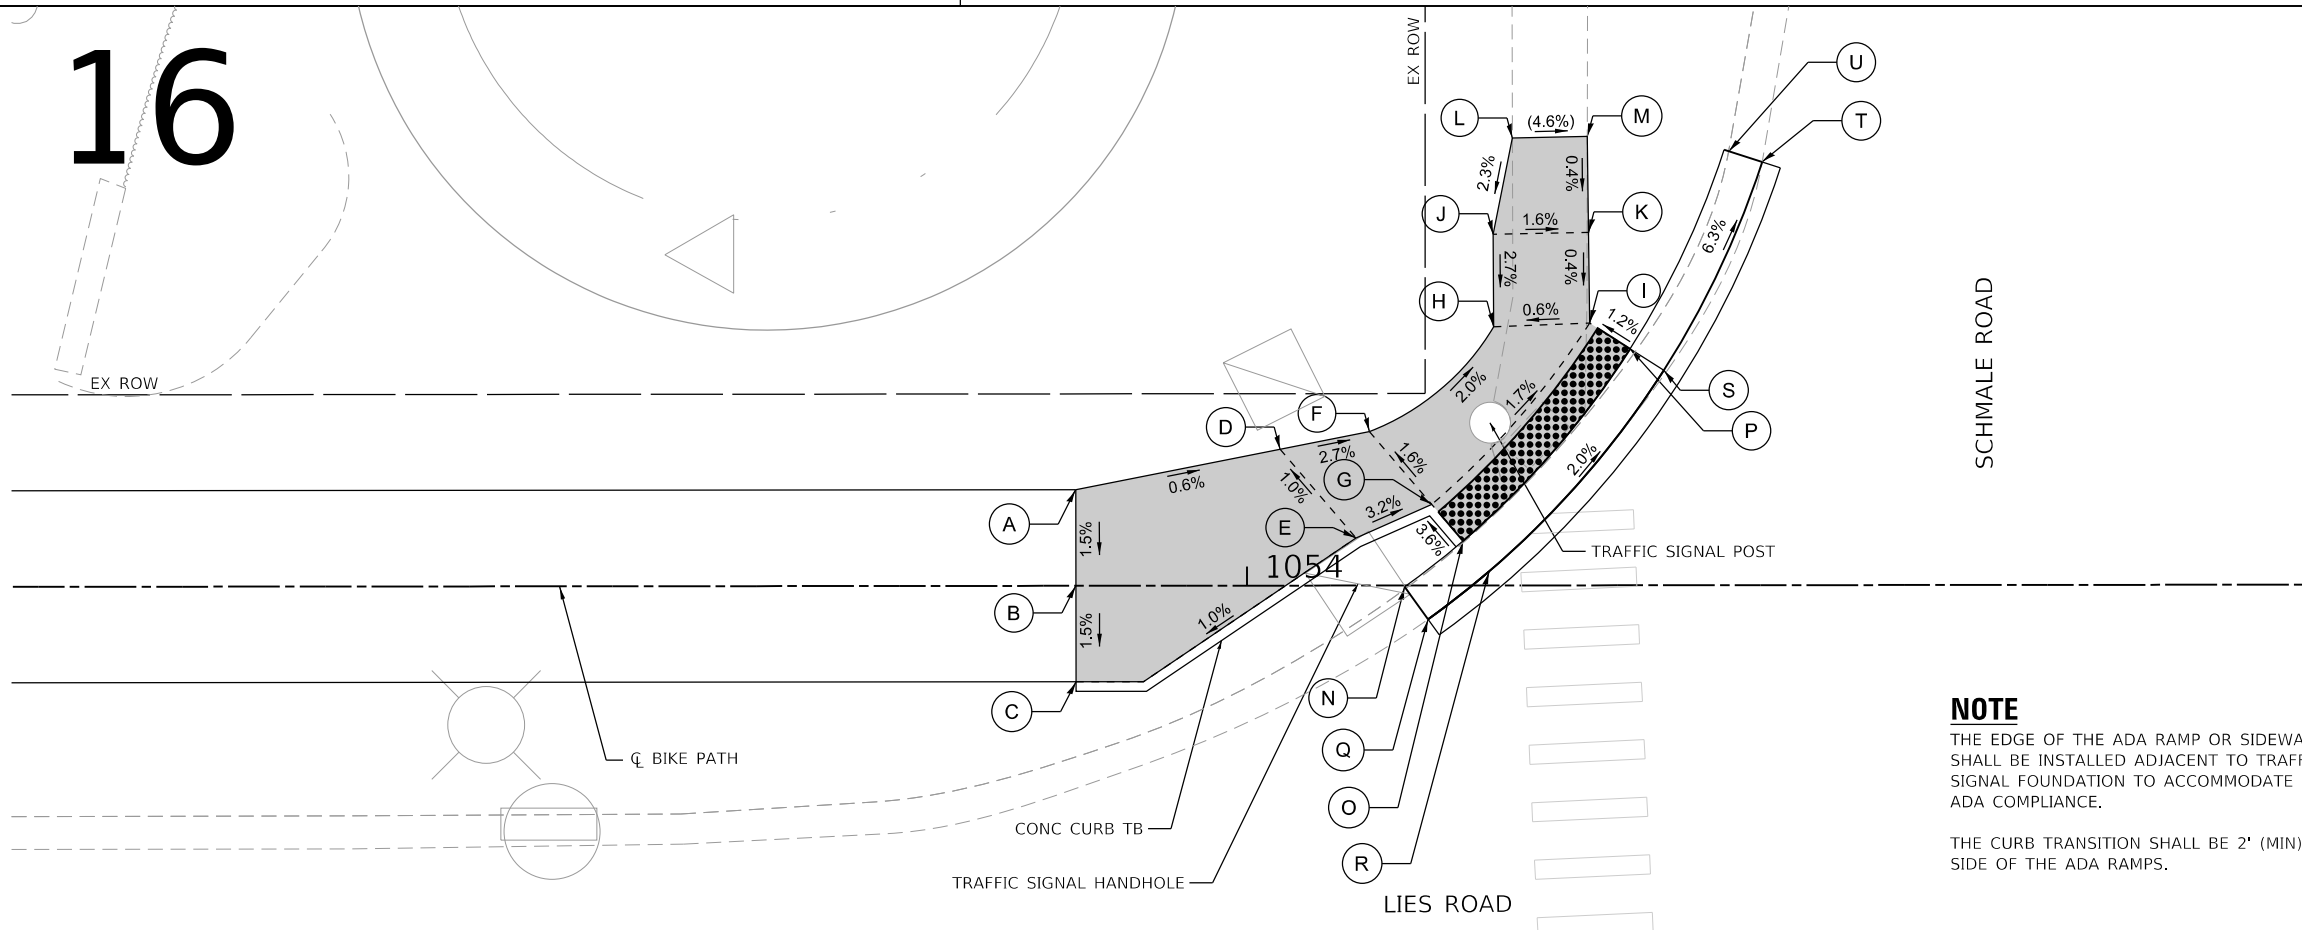 16
EX ROW
EX ROW
U
T
L
(4.6%)
M
2.3%
0.4%
J
1.6%
K
2.7%
0.4%
6.3%
H
0.6%
I
1.2%
SCHMALE ROAD
D
F
2.0%
1.7%
S
P
0.6%
2.7%
1.6%
1.0%
G
2.0%
A
1.5%
E
3.2%
3.6%
1054
TRAFFIC SIGNAL POST
B
1.5%
1.0%
C
N
Q
O
R
℄ BIKE PATH
CONC CURB TB
TRAFFIC SIGNAL HANDHOLE
LIES ROAD
NOTE
THE EDGE OF THE ADA RAMP OR
SHALL BE INSTALLED ADJACENT TO
SIGNAL FOUNDATION TO ACCOMMODATE
ADA COMPLIANCE.
THE CURB TRANSITION SHALL BE 2' (MIN)
SIDE OF THE ADA RAMPS.